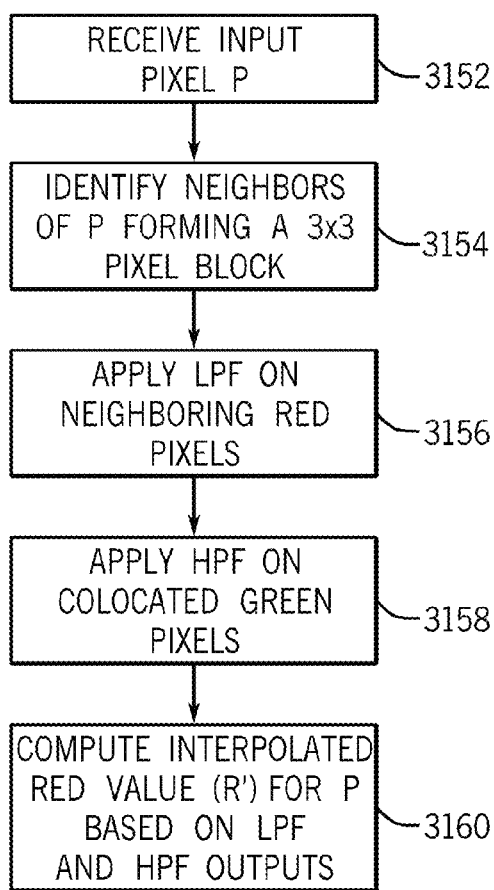 RECEIVE INPUT
PIXEL P
3152
IDENTIFY NEIGHBORS
OF P FORMING A 3x3
PIXEL BLOCK
3154
APPLY LPF ON
NEIGHBORING RED
PIXELS
3156
APPLY HPF ON
COLOCATED GREEN
PIXELS
3158
COMPUTE INTERPOLATED
RED VALUE (R') FOR P
BASED ON LPF
AND HPF OUTPUTS
3160